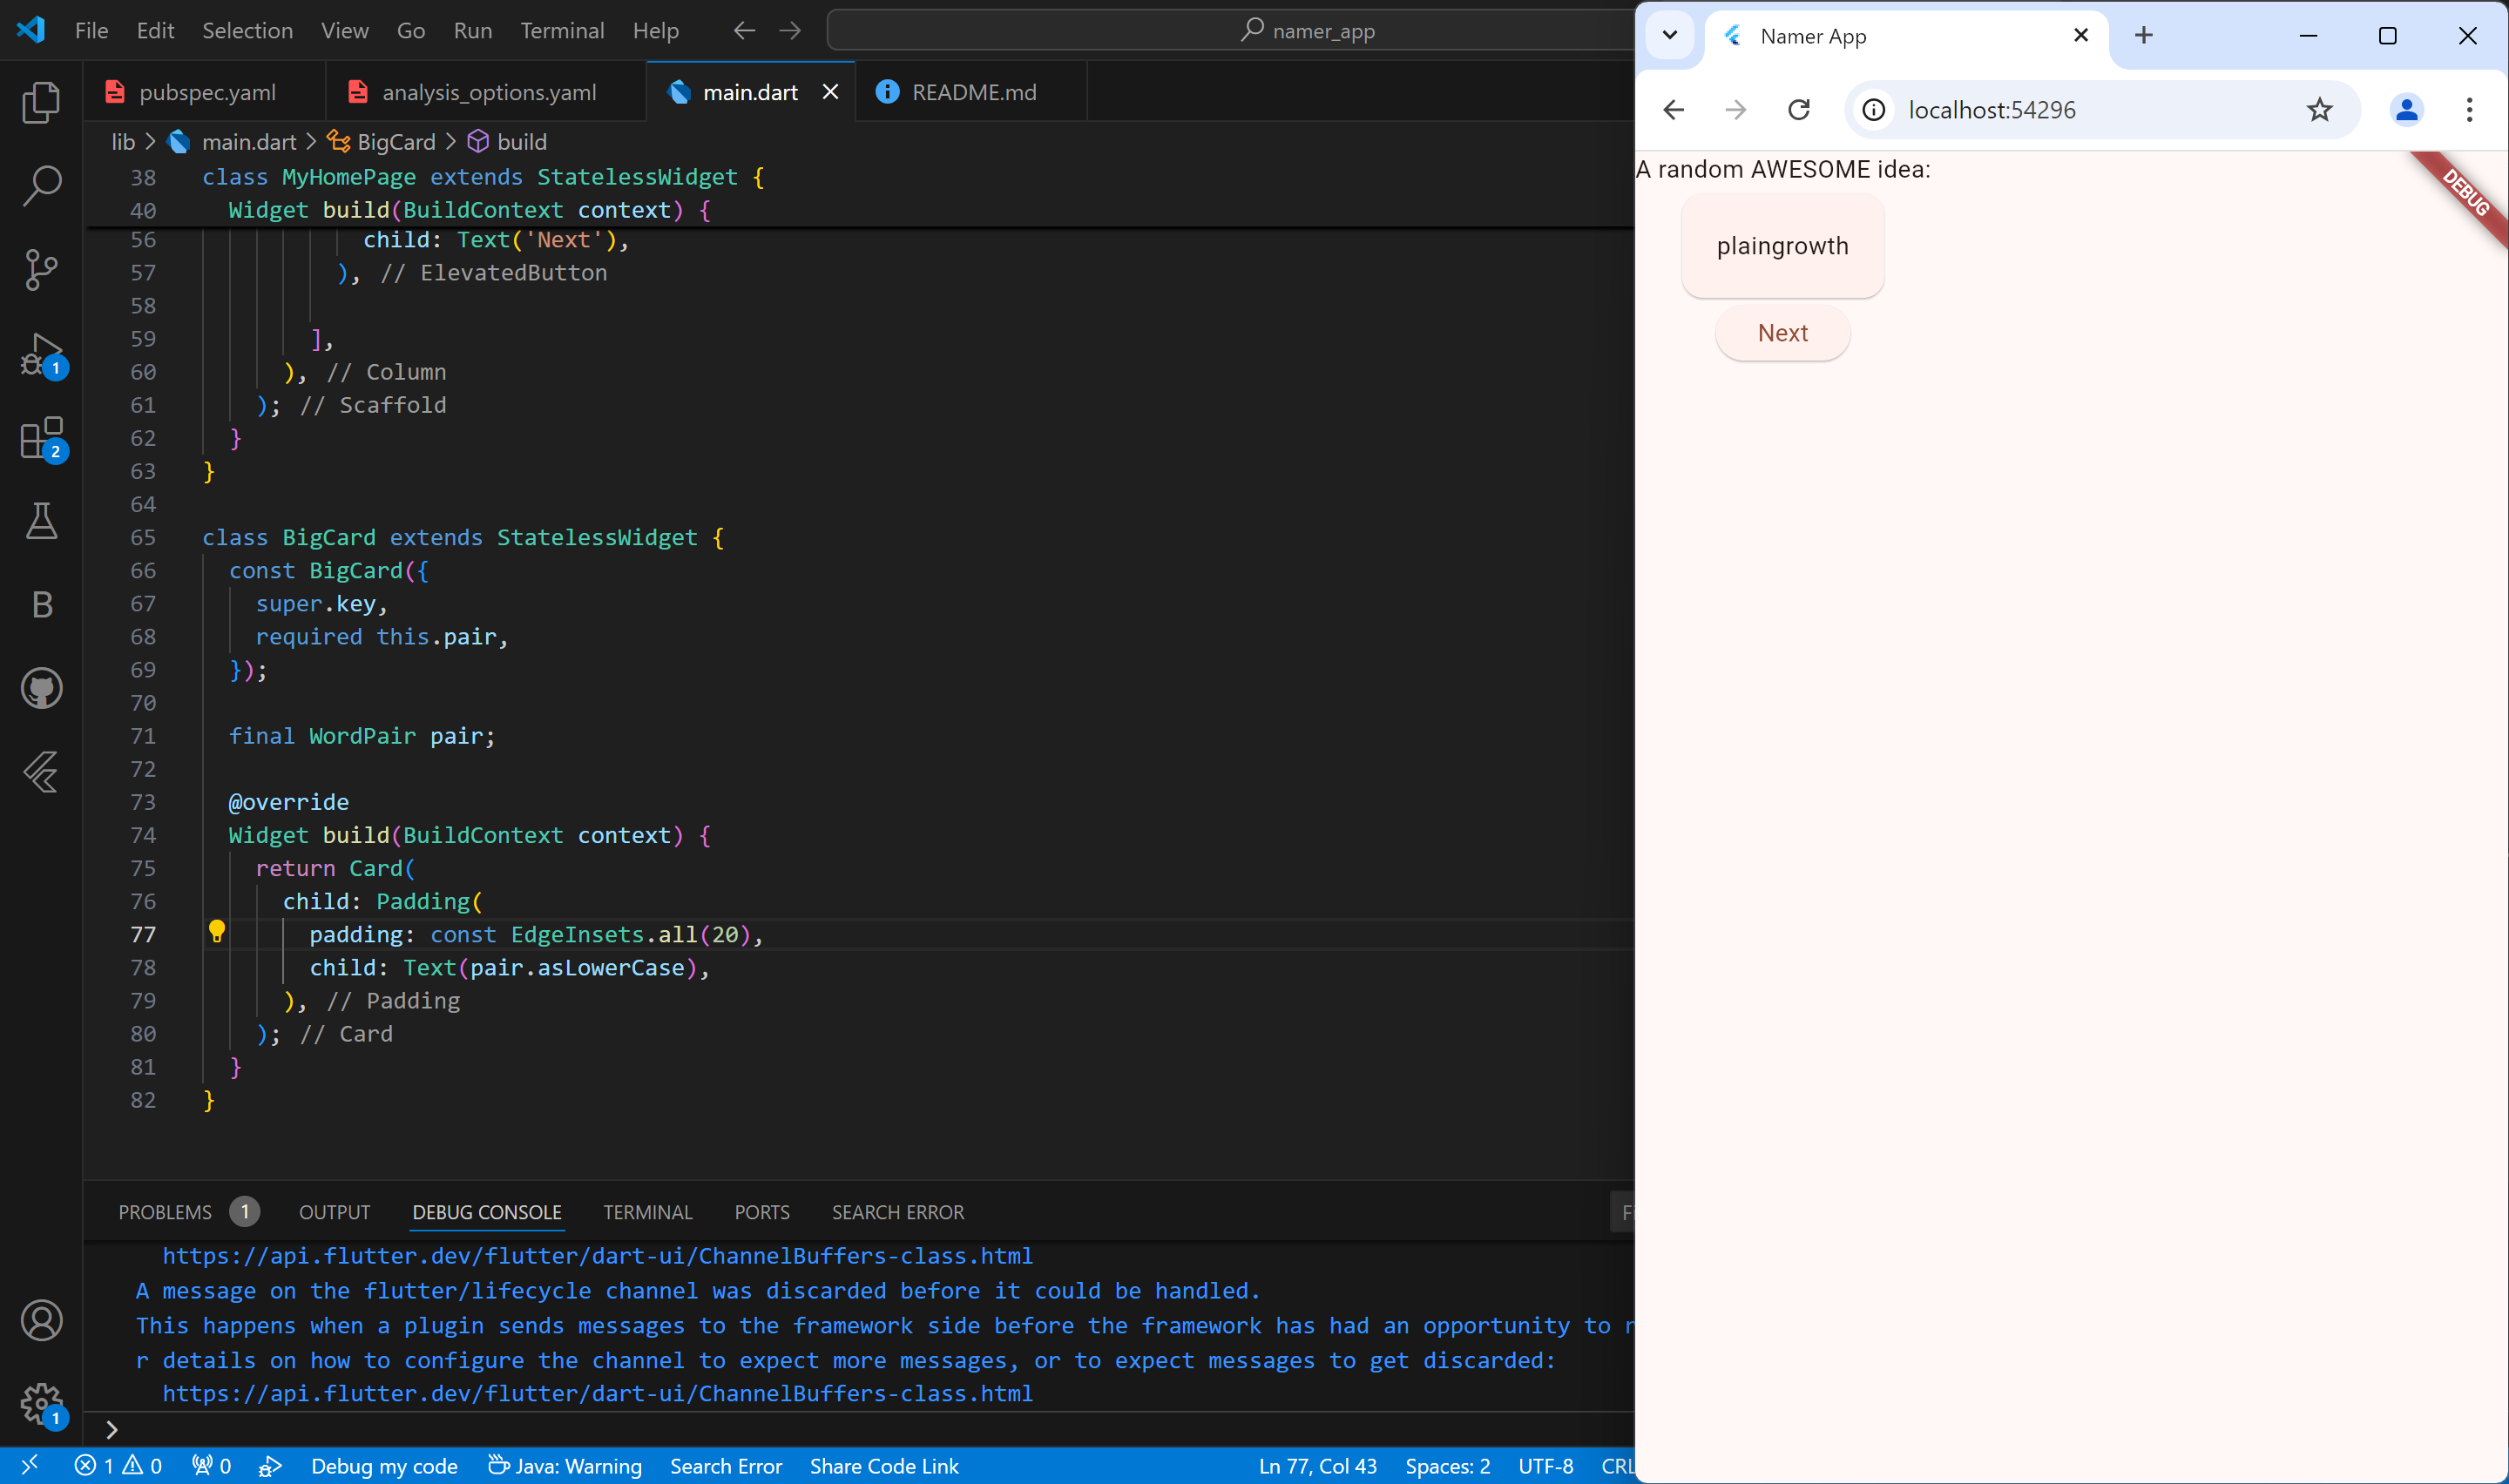 File Edit Selection View Go Run Terminal Help
namer_app
pubspec.yaml
analysis_options.yaml
main.dart
README.md
lib > main.dart > BigCard > build
38 class MyHomePage extends StatelessWidget {
40 Widget build(BuildContext context) {
56 child: Text('Next'),
57 ), // ElevatedButton
58
59 ],
60 ), // Column
61 ); // Scaffold
62 }
63 }
64
65 class BigCard extends StatelessWidget {
66 const BigCard({
67 super.key,
68 required this.pair,
69 });
70
71 final WordPair pair;
72
73 @override
74 Widget build(BuildContext context) {
75 return Card(
76 child: Padding(
77 padding: const EdgeInsets.all(20),
78 child: Text(pair.asLowerCase),
79 ), // Padding
80 ); // Card
81 }
82 }
1
2
B
1
PROBLEMS 1 OUTPUT DEBUG CONSOLE TERMINAL PORTS SEARCH ERROR
https://api.flutter.dev/flutter/dart-ui/ChannelBuffers-class.html
A message on the flutter/lifecycle channel was discarded before it could be handled.
This happens when a plugin sends messages to the framework side before the framework has had an opportunity to r
r details on how to configure the channel to expect more messages, or to expect messages to get discarded:
https://api.flutter.dev/flutter/dart-ui/ChannelBuffers-class.html
>
1 0 0 Debug my code Java: Warning Search Error Share Code Link Ln 77, Col 43 Spaces: 2 UTF-8 CRL
Namer App
localhost:54296
A random AWESOME idea:
DEBUG
plaingrowth
Next